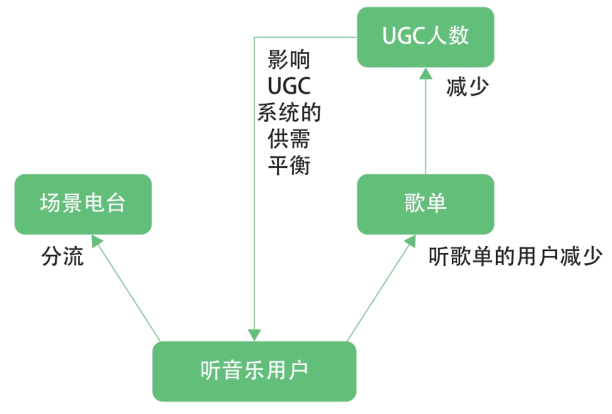 UGC人数
影响
UGC
系统的
供需
平衡
减少
场景电台
歌单
分流
听歌单的用户减少
听音乐用户